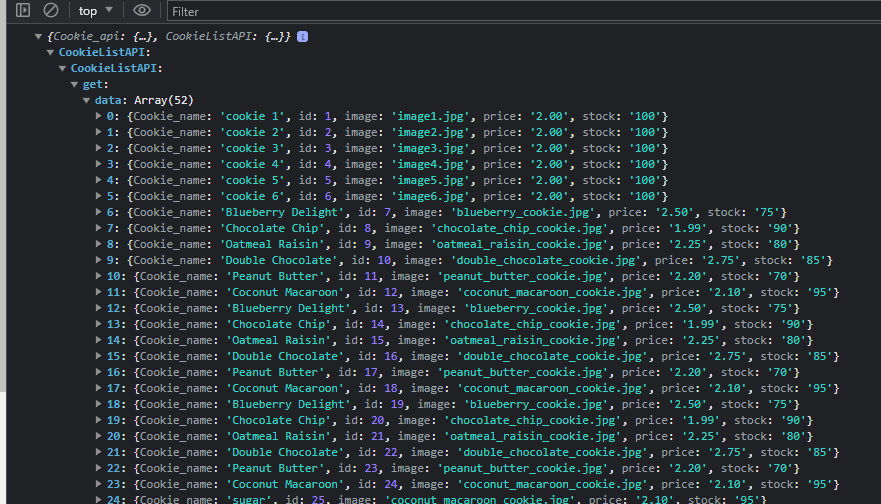 top
Filter
{Cookie_api: {…}, CookieListAPI: {…}} i
CookieListAPI:
CookieListAPI:
get:
data: Array(52)
0: {Cookie_name: 'cookie 1', id: 1, image: 'image1.jpg', price: '2.00', stock: '100'}
1: {Cookie_name: 'cookie 2', id: 2, image: 'image2.jpg', price: '2.00', stock: '100'}
2: {Cookie_name: 'cookie 3', id: 3, image: 'image3.jpg', price: '2.00', stock: '100'}
3: {Cookie_name: 'cookie 4', id: 4, image: 'image4.jpg', price: '2.00', stock: '100'}
4: {Cookie_name: 'cookie 5', id: 5, image: 'image5.jpg', price: '2.00', stock: '100'}
5: {Cookie_name: 'cookie 6', id: 6, image: 'image6.jpg', price: '2.00', stock: '100'}
6: {Cookie_name: 'Blueberry Delight', id: 7, image: 'blueberry_cookie.jpg', price: '2.50', stock: '75'}
7: {Cookie_name: 'Chocolate Chip', id: 8, image: 'chocolate_chip_cookie.jpg', price: '1.99', stock: '90'}
8: {Cookie_name: 'Oatmeal Raisin', id: 9, image: 'oatmeal_raisin_cookie.jpg', price: '2.25', stock: '80'}
9: {Cookie_name: 'Double Chocolate', id: 10, image: 'double_chocolate_cookie.jpg', price: '2.75', stock: '85'}
10: {Cookie_name: 'Peanut Butter', id: 11, image: 'peanut_butter_cookie.jpg', price: '2.20', stock: '70'}
11: {Cookie_name: 'Coconut Macaroon', id: 12, image: 'coconut_macaroon_cookie.jpg', price: '2.10', stock: '95'}
12: {Cookie_name: 'Blueberry Delight', id: 13, image: 'blueberry_cookie.jpg', price: '2.50', stock: '75'}
13: {Cookie_name: 'Chocolate Chip', id: 14, image: 'chocolate_chip_cookie.jpg', price: '1.99', stock: '90'}
14: {Cookie_name: 'Oatmeal Raisin', id: 15, image: 'oatmeal_raisin_cookie.jpg', price: '2.25', stock: '80'}
15: {Cookie_name: 'Double Chocolate', id: 16, image: 'double_chocolate_cookie.jpg', price: '2.75', stock: '85'}
16: {Cookie_name: 'Peanut Butter', id: 17, image: 'peanut_butter_cookie.jpg', price: '2.20', stock: '70'}
17: {Cookie_name: 'Coconut Macaroon', id: 18, image: 'coconut_macaroon_cookie.jpg', price: '2.10', stock: '95'}
18: {Cookie_name: 'Blueberry Delight', id: 19, image: 'blueberry_cookie.jpg', price: '2.50', stock: '75'}
19: {Cookie_name: 'Chocolate Chip', id: 20, image: 'chocolate_chip_cookie.jpg', price: '1.99', stock: '90'}
20: {Cookie_name: 'Oatmeal Raisin', id: 21, image: 'oatmeal_raisin_cookie.jpg', price: '2.25', stock: '80'}
21: {Cookie_name: 'Double Chocolate', id: 22, image: 'double_chocolate_cookie.jpg', price: '2.75', stock: '85'}
22: {Cookie_name: 'Peanut Butter', id: 23, image: 'peanut_butter_cookie.jpg', price: '2.20', stock: '70'}
23: {Cookie_name: 'Coconut Macaroon', id: 24, image: 'coconut_macaroon_cookie.jpg', price: '2.10', stock: '95'}
24: {Cookie_name: 'sugar', id: 25, image: 'coconut_macaroon_cookie.jpg', price: '2.10', stock: '95'}